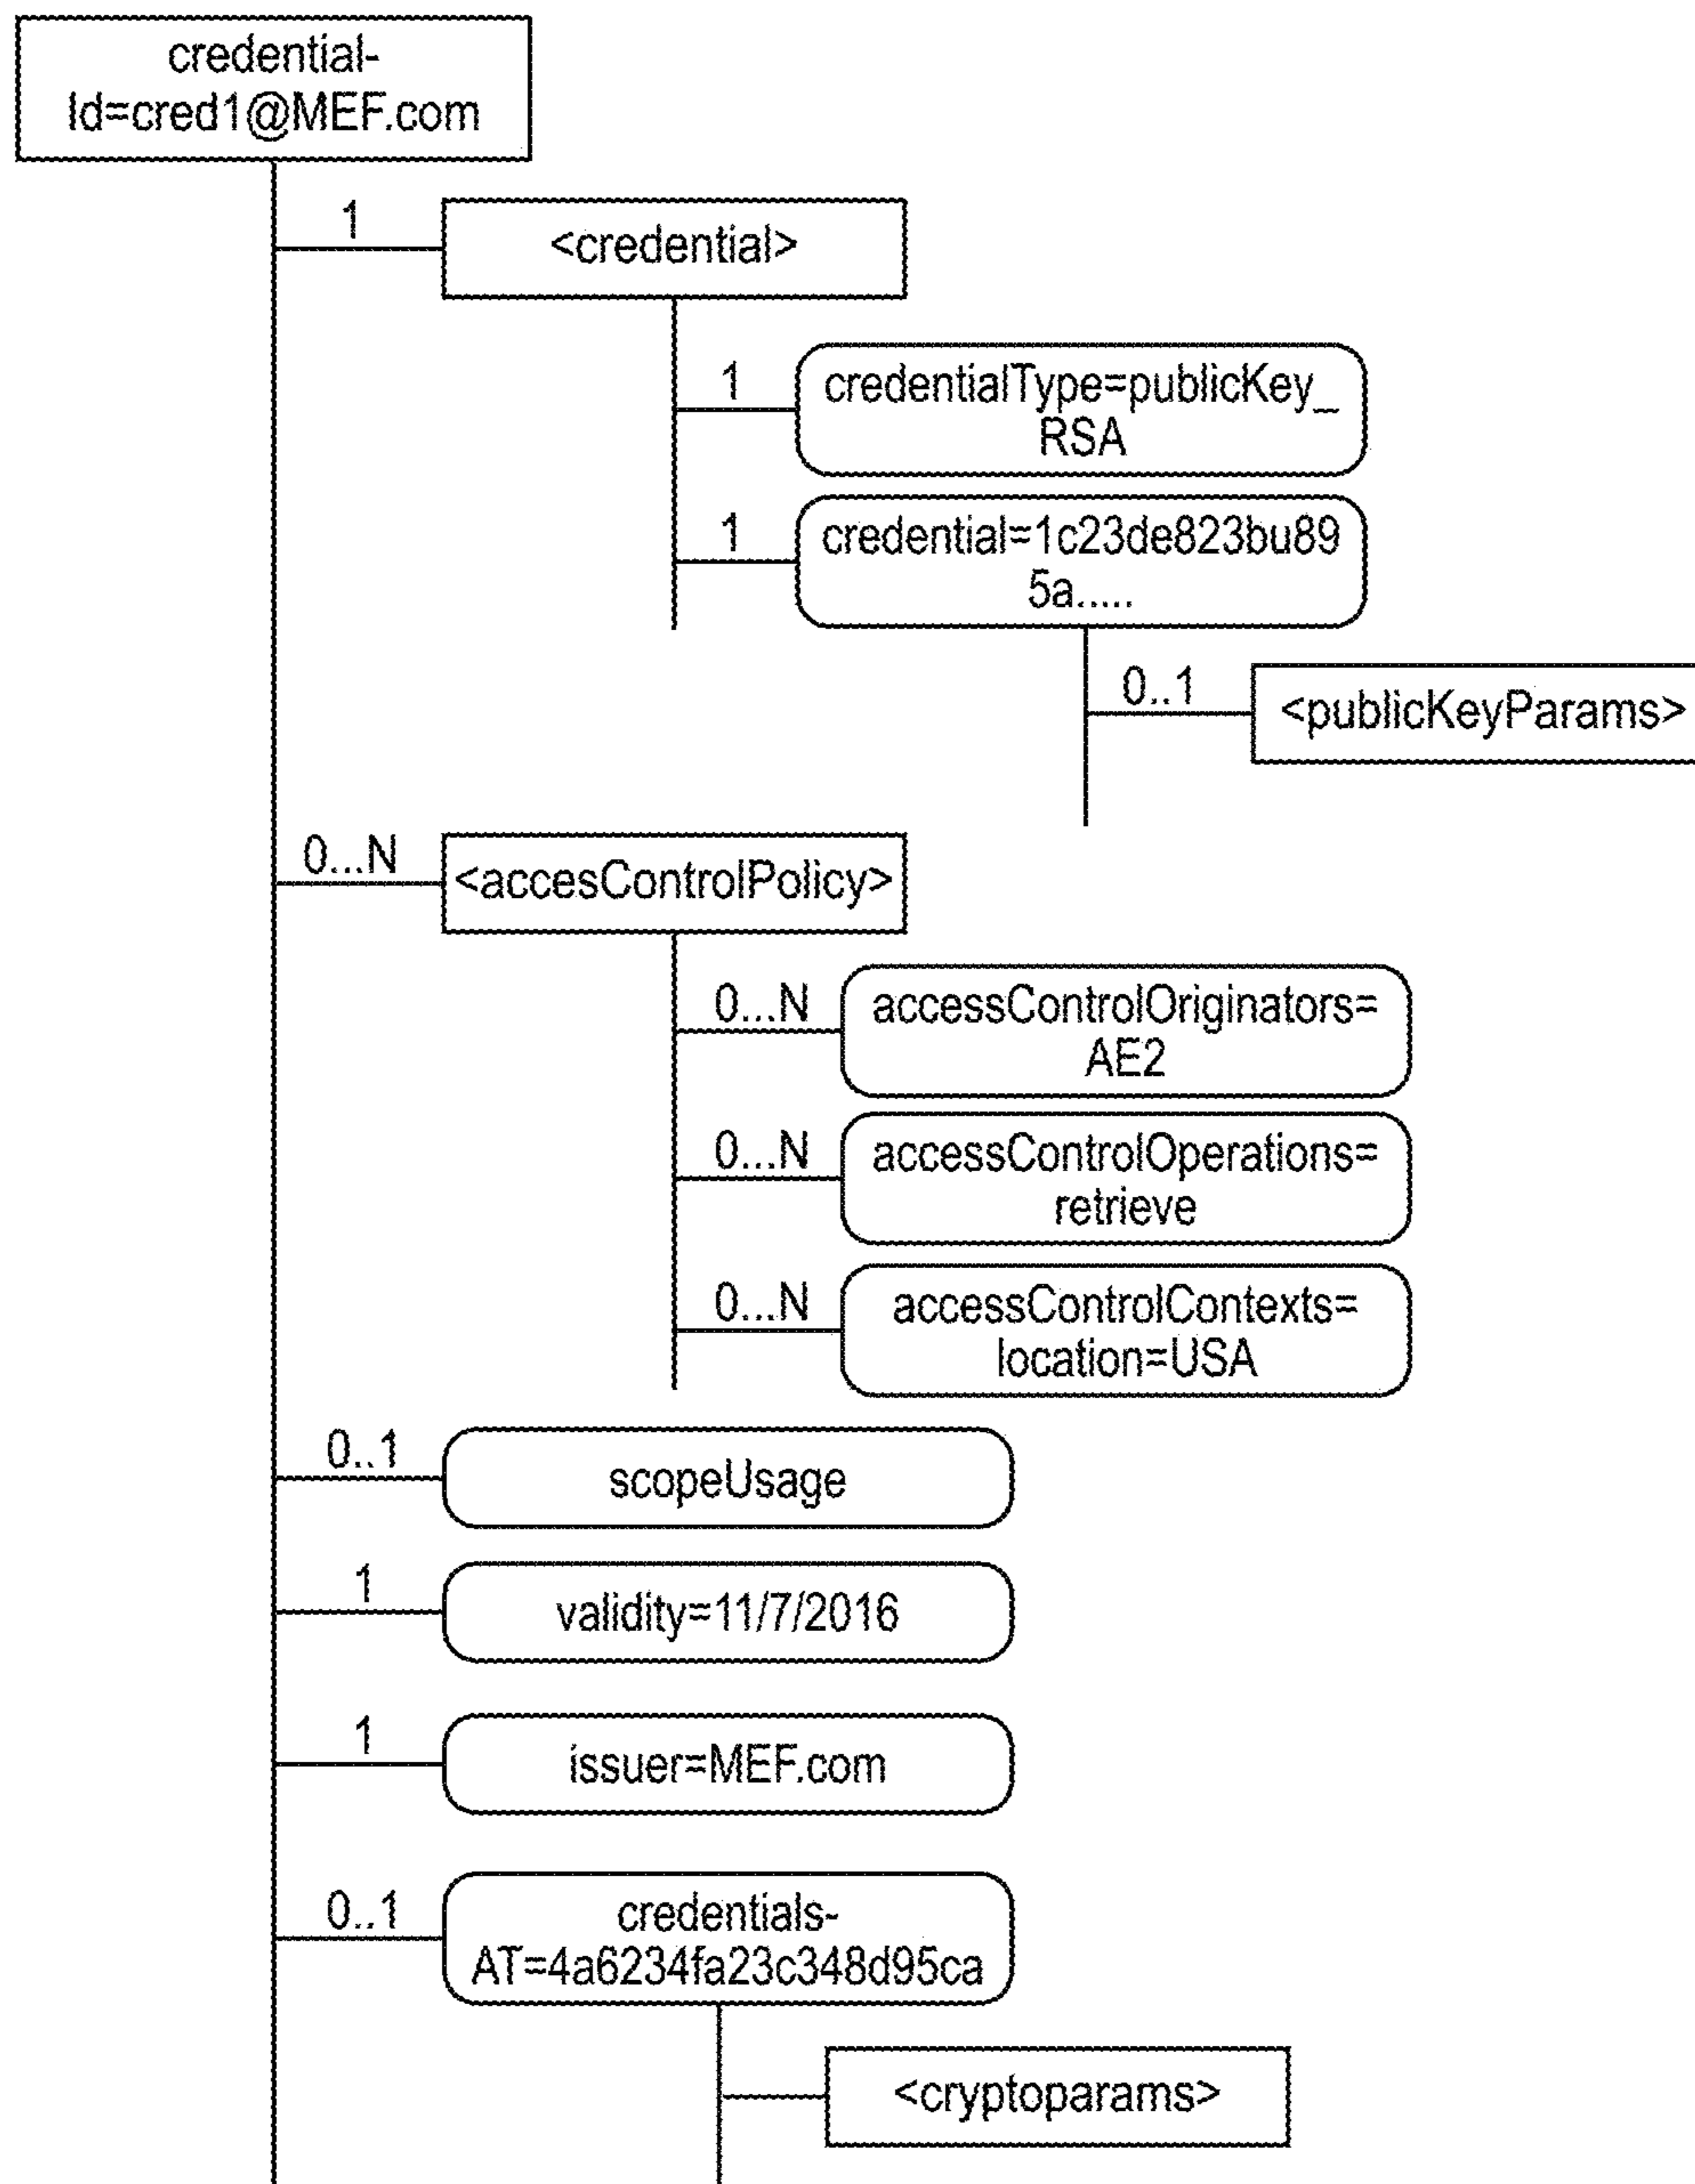 credential-
Id=cred1@MEF.com
1
<credential>
1
credentialType=publicKey_
RSA
1
credential=1c23de823bu89
5a.....
0..1
<publicKeyParams>
0...N
<accesControlPolicy>
0...N
accessControlOriginators=
AE2
0...N
accessControlOperations=
retrieve
0...N
accessControlContexts=
location=USA
0..1
scopeUsage
1
validity=11/7/2016
1
issuer=MEF.com
0..1
credentials-
AT=4a6234fa23c348d95ca
<cryptoparams>